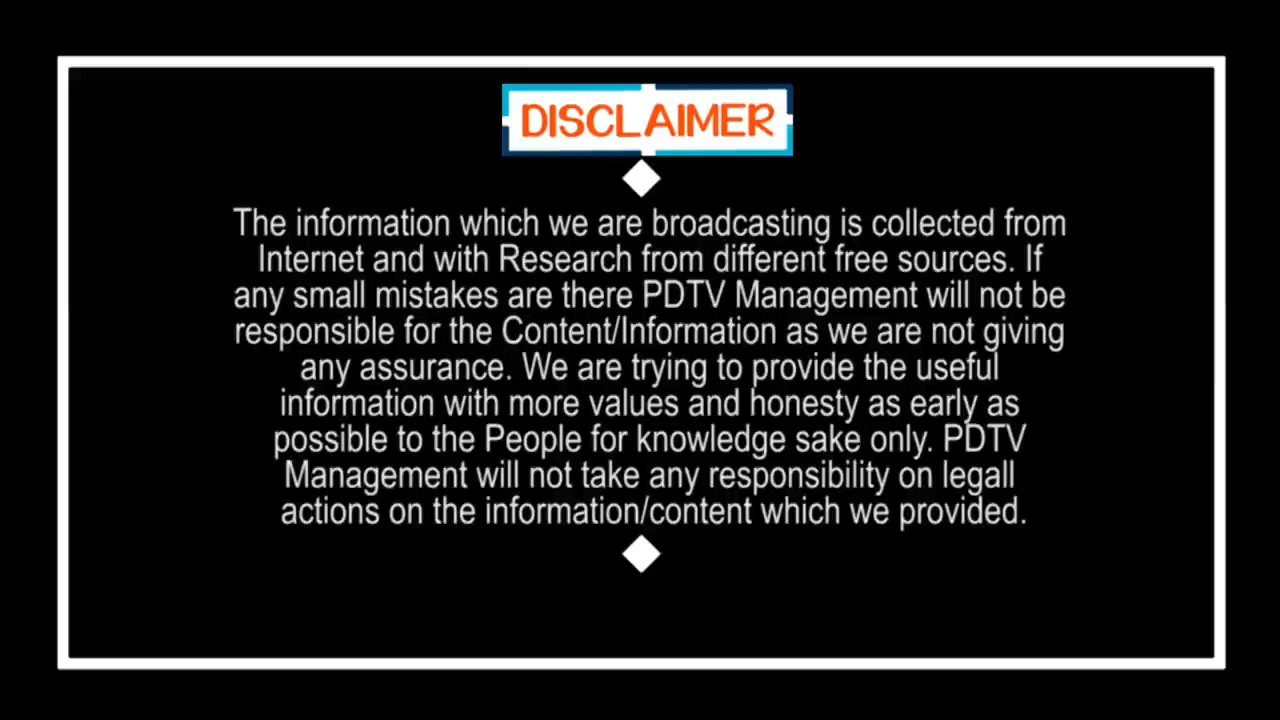 DISCLAIMER
The information which we are broadcasting is collected from
Internet and with Research from different free sources. If
any small mistakes are there PDTV Management will not be
responsible for the Content/Information as we are not giving
any assurance. We are trying to provide the useful
information with more values and honesty as early as
possible to the People for knowledge sake only. PDTV
Management will not take any responsibility on legall
actions on the information/content which we provided.